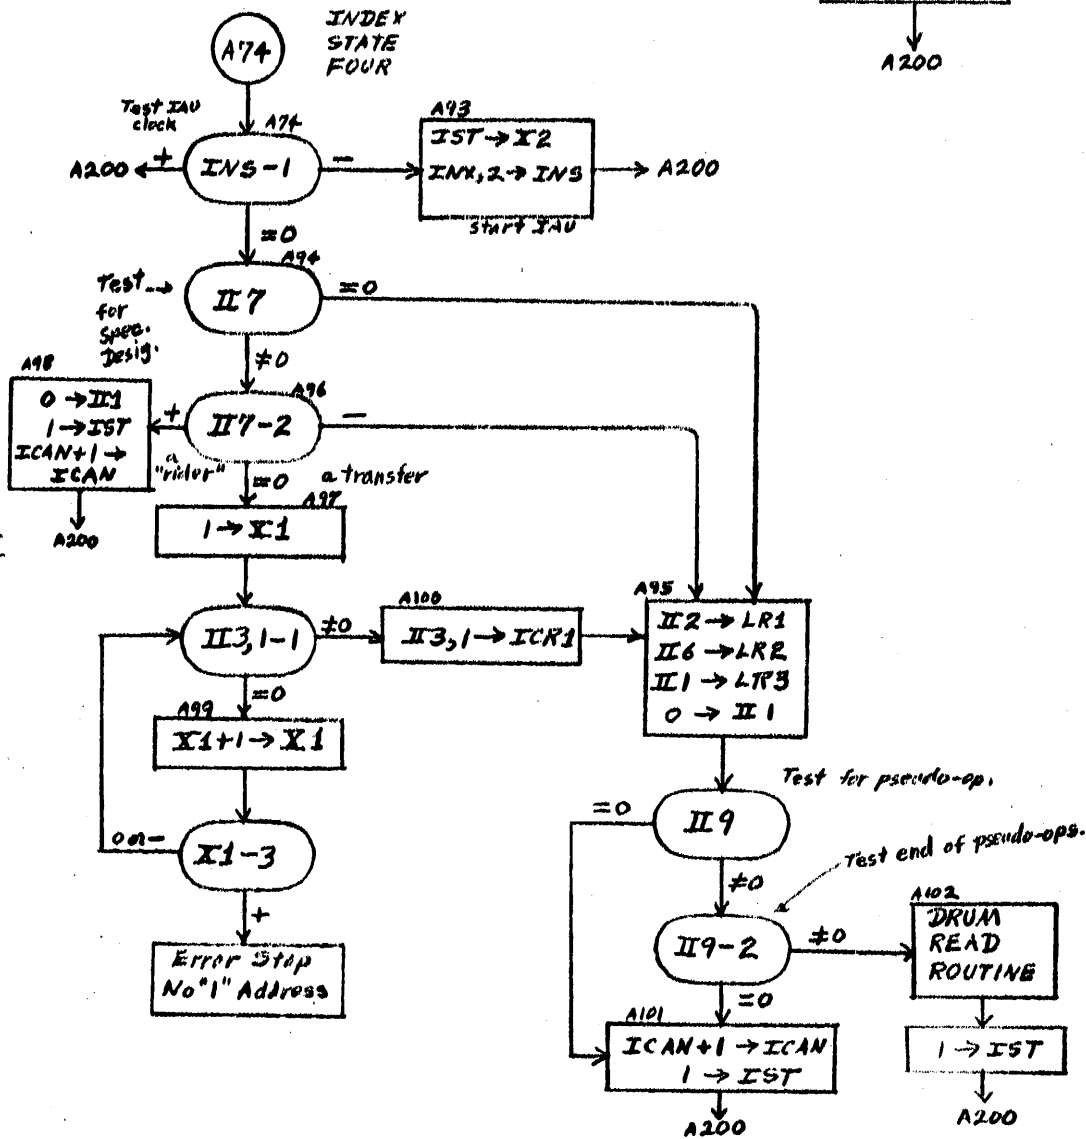 INDEX
STATE
FOUR
A74
A200
Test IAU
clock
A74
INS-1
+
A200
-
A93
IST → X2
INX,2 → INS
start IAU
A200
=0
A94
Test
for
spec.
Desig.
II7
=0
≠0
A96
II7-2
+
-
a
"rider"
A98
0 → II1
1 → IST
ICAN+1 →
ICAN
A200
=0
a transfer
A97
1 → X1
II3,1-1
≠0
A100
II3,1 → ICR1
=0
A99
X1+1 → X1
X1-3
0 or -
+
Error Stop
No "1" Address
A95
II2 → LR1
II6 → LR2
II1 → LTR3
0 → II1
Test for pseudo-op.
II9
=0
≠0
Test end of pseudo-ops.
II9-2
≠0
A102
DRUM
READ
ROUTINE
=0
A101
ICAN+1 → ICAN
1 → IST
A200
1 → IST
A200